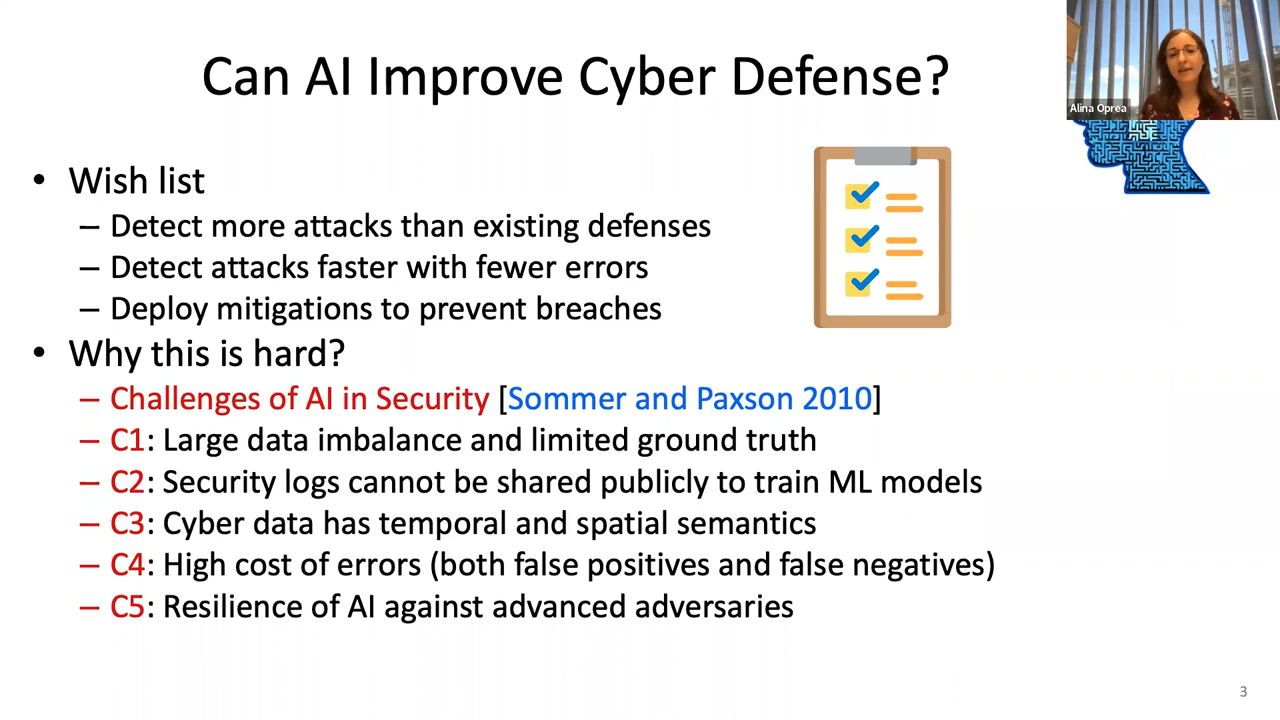 Can AI Improve Cyber Defense?
Alina Oprea
• Wish list
– Detect more attacks than existing defenses
– Detect attacks faster with fewer errors
– Deploy mitigations to prevent breaches
• Why this is hard?
– Challenges of AI in Security [Sommer and Paxson 2010]
– C1: Large data imbalance and limited ground truth
– C2: Security logs cannot be shared publicly to train ML models
– C3: Cyber data has temporal and spatial semantics
– C4: High cost of errors (both false positives and false negatives)
– C5: Resilience of AI against advanced adversaries
3